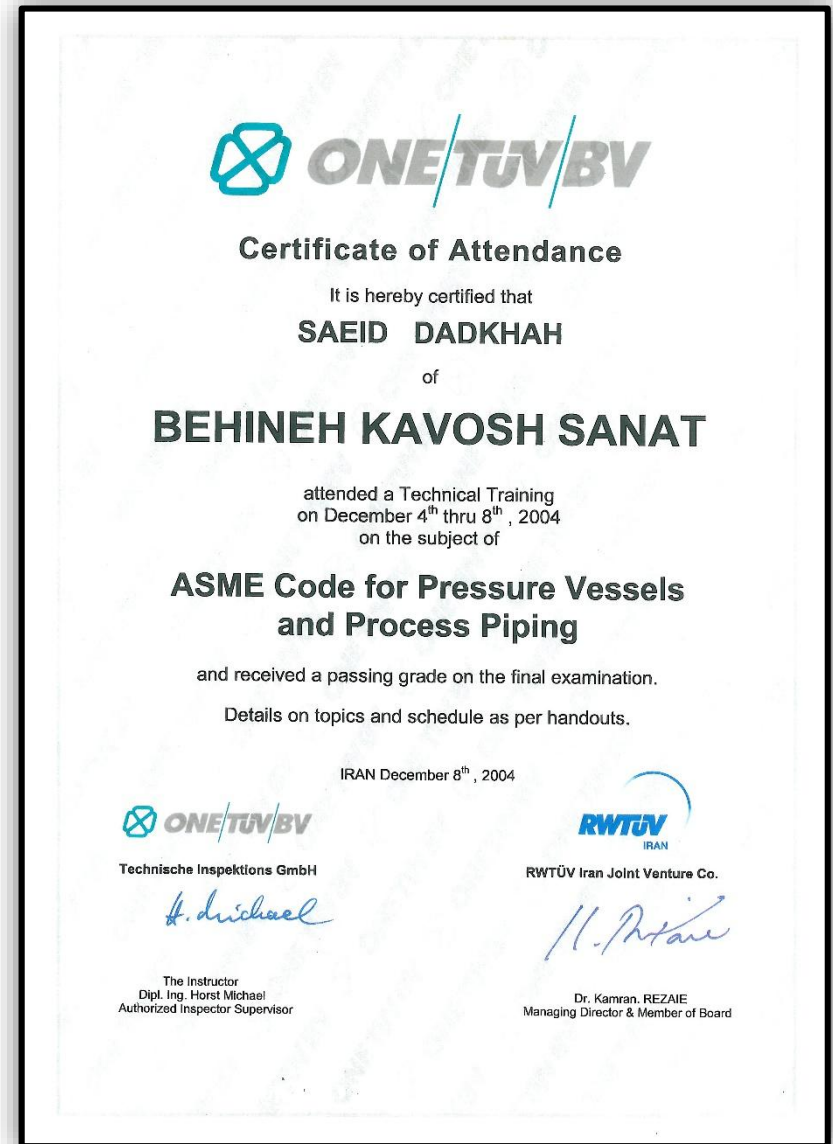 ONE/TÜV/BV
Certificate of Attendance
It is hereby certified that
SAEID DADKHAH
of
BEHINEH KAVOSH SANAT
attended a Technical Training
on December 4th thru 8th , 2004
on the subject of
ASME Code for Pressure Vessels
and Process Piping
and received a passing grade on the final examination.
Details on topics and schedule as per handouts.
IRAN December 8th , 2004
ONE/TÜV/BV
Technische Inspektions GmbH
H. Michael
The Instructor
Dipl. Ing. Horst Michael
Authorized Inspector Supervisor
RWTÜV
IRAN
RWTÜV Iran Joint Venture Co.
Dr. Kamran. REZAIE
Managing Director & Member of Board